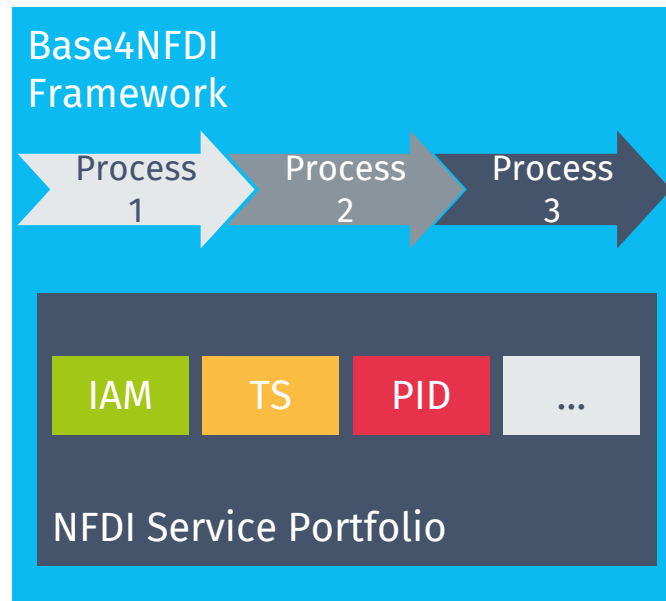 Base4NFDI
Framework
Process
1
Process
2
Process
3
IAM
TS
PID
...
NFDI Service Portfolio